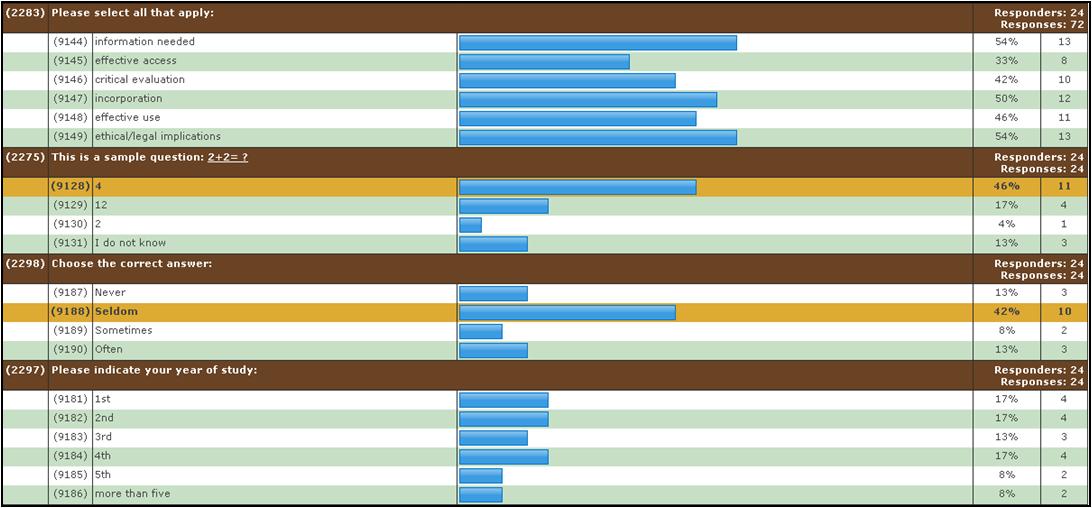 (2283) Please select all that apply: Responders: 24
Responses: 72
(9144) information needed 54% 13
(9145) effective access 33% 8
(9146) critical evaluation 42% 10
(9147) incorporation 50% 12
(9148) effective use 46% 11
(9149) ethical/legal implications 54% 13
(2275) This is a sample question: 2+2= ? Responders: 24
Responses: 24
(9128) 4 46% 11
(9129) 12 17% 4
(9130) 2 4% 1
(9131) I do not know 13% 3
(2298) Choose the correct answer: Responders: 24
Responses: 24
(9187) Never 13% 3
(9188) Seldom 42% 10
(9189) Sometimes 8% 2
(9190) Often 13% 3
(2297) Please indicate your year of study: Responders: 24
Responses: 24
(9181) 1st 17% 4
(9182) 2nd 17% 4
(9183) 3rd 13% 3
(9184) 4th 17% 4
(9185) 5th 8% 2
(9186) more than five 8% 2